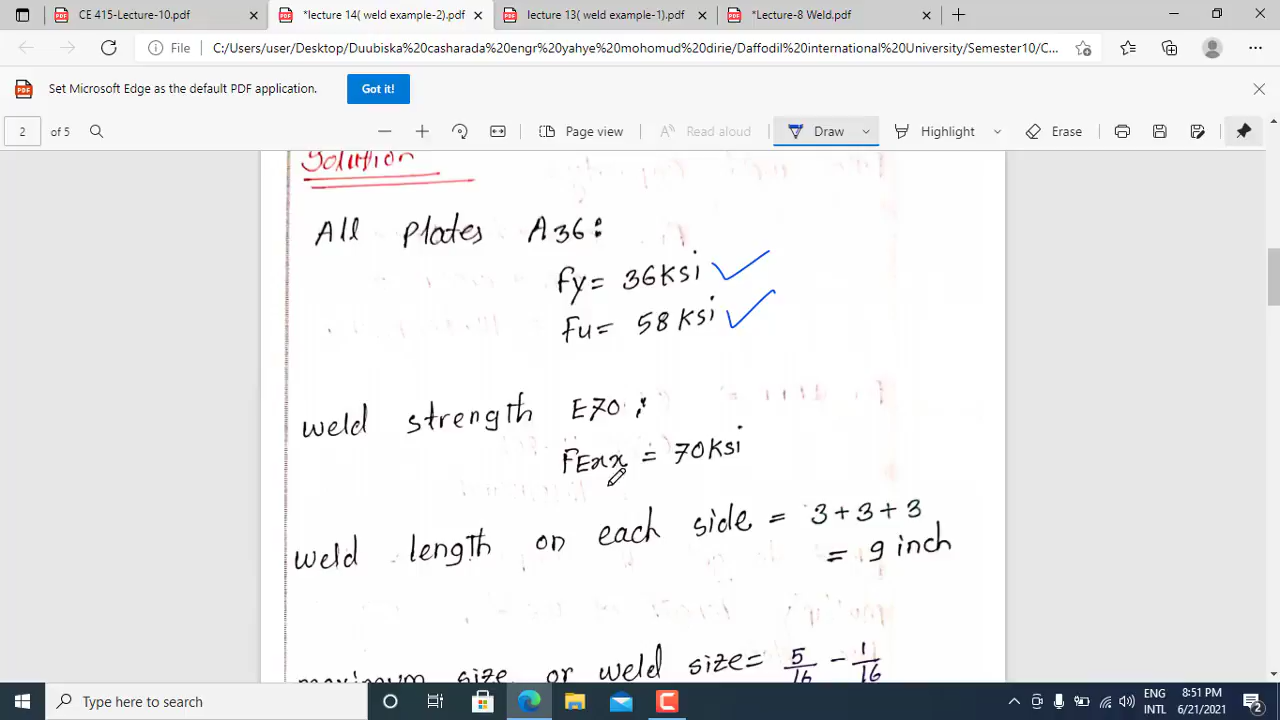 CE 415-Lecture-10.pdf
*lecture 14( weld example-2).pdf
lecture 13( weld example-1).pdf
*Lecture-8 Weld.pdf
File
C:/Users/user/Desktop/Duubiska%20casharada%20engr%20yahye%20mohomud%20dirie/Daffodil%20international%20University/Semester10/C...
Set Microsoft Edge as the default PDF application.
Got it!
2 of 5
Page view
Read aloud
Draw
Highlight
Erase
Solution
All Plates A36:
Fy= 36Ksi
Fu= 58 Ksi
weld strength E70 :
FExx = 70Ksi
weld length on each side = 3+3+3
= 9 inch
maximum size or weld size= 5/16 - 1/16
Type here to search
ENG
INTL
8:51 PM
6/21/2021
2